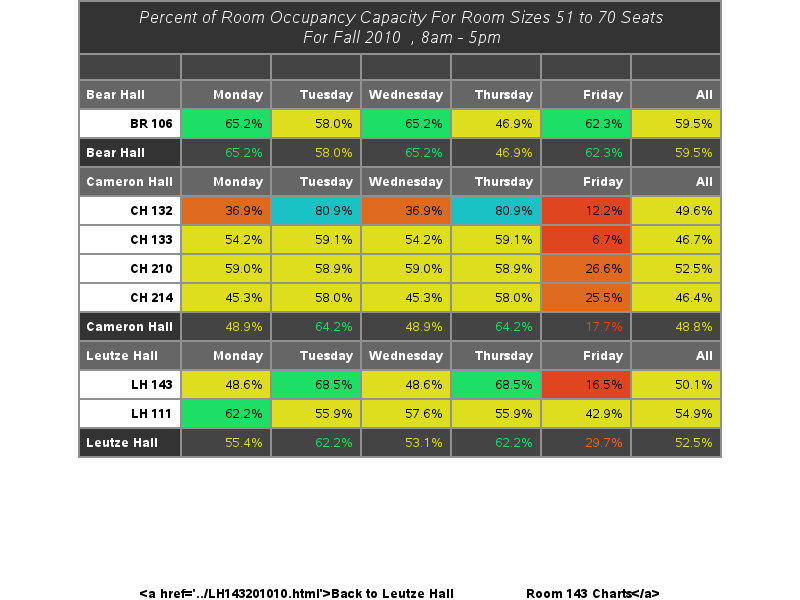 Percent of Room Occupancy Capacity For Room Sizes 51 to 70 Seats
For Fall 2010 , 8am - 5pm
Bear Hall Monday Tuesday Wednesday Thursday Friday All
BR 106 65.2% 58.0% 65.2% 46.9% 62.3% 59.5%
Bear Hall 65.2% 58.0% 65.2% 46.9% 62.3% 59.5%
Cameron Hall Monday Tuesday Wednesday Thursday Friday All
CH 132 36.9% 80.9% 36.9% 80.9% 12.2% 49.6%
CH 133 54.2% 59.1% 54.2% 59.1% 6.7% 46.7%
CH 210 59.0% 58.9% 59.0% 58.9% 26.6% 52.5%
CH 214 45.3% 58.0% 45.3% 58.0% 25.5% 46.4%
Cameron Hall 48.9% 64.2% 48.9% 64.2% 17.7% 48.8%
Leutze Hall Monday Tuesday Wednesday Thursday Friday All
LH 143 48.6% 68.5% 48.6% 68.5% 16.5% 50.1%
LH 111 62.2% 55.9% 57.6% 55.9% 42.9% 54.9%
Leutze Hall 55.4% 62.2% 53.1% 62.2% 29.7% 52.5%
<a href='../LH143201010.html'>Back to Leutze Hall Room 143 Charts</a>